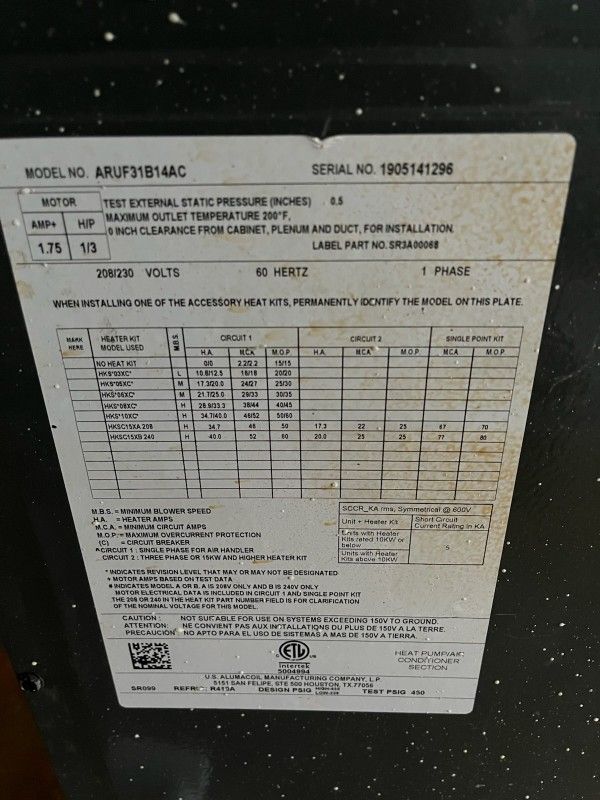 MODEL NO. ARUF31B14AC
SERIAL NO. 1905141296
MOTOR
AMP+ H/P
1.75 1/3
TEST EXTERNAL STATIC PRESSURE (INCHES) 0.5
MAXIMUM OUTLET TEMPERATURE 200°F,
0 INCH CLEARANCE FROM CABINET, PLENUM AND DUCT, FOR INSTALLATION.
LABEL PART NO. SR3A00068
208/230 VOLTS 60 HERTZ 1 PHASE
WHEN INSTALLING ONE OF THE ACCESSORY HEAT KITS, PERMANENTLY IDENTIFY THE MODEL ON THIS PLATE.
MARK HERE HEATER KIT MODEL USED M.B.S. CIRCUIT 1 CIRCUIT 2 SINGLE POINT KIT
H.A. MCA M.O.P H.A. MCA M.O.P MCA M.O.P
NO HEAT KIT 0/0 2.2/2.2 15/15
HKS*03XC* L 10.8/12.5 16/18 20/20
HKS*05XC* M 17.3/20.0 24/27 25/30
HKS*06XC* M 21.7/25.0 29/33 30/35
HKS*08XC* H 28.9/33.3 38/44 40/45
HKS*10XC* H 34.7/40.0 46/52 50/60
HKSC15XA 208 H 34.7 46 50 17.3 22 25 67 70
HKSC15XB 240 H 40.0 52 60 20.0 25 25 77 80
M.B.S. = MINIMUM BLOWER SPEED
H.A. = HEATER AMPS
M.C.A. = MINIMUM CIRCUIT AMPS
M.O.P. = MAXIMUM OVERCURRENT PROTECTION
(C) = CIRCUIT BREAKER
CIRCUIT 1 : SINGLE PHASE FOR AIR HANDLER
CIRCUIT 2 : THREE PHASE OR 15KW AND HIGHER HEATER KIT
SCCR_KA rms, Symmetrical @ 600V
Unit + Heater Kit Short Circuit Current Rating in KA
Units with Heater Kits rated 10KW or below
Units with Heater Kits above 10KW
5
* INDICATES REVISION LEVEL THAT MAY OR MAY NOT BE DESIGNATED
+ MOTOR AMPS BASED ON TEST DATA
# INDICATES MODEL A OR B. A IS 208V ONLY AND B IS 240V ONLY
MOTOR ELECTRICAL DATA IS INCLUDED IN CIRCUIT 1 AND SINGLE POINT KIT
THE 208 OR 240 IN THE HEAT KIT PART NUMBER FIELD IS FOR CLARIFICATION
OF THE NOMINAL VOLTAGE FOR THIS MODEL.
CAUTION : NOT SUITABLE FOR USE ON SYSTEMS EXCEEDING 150V TO GROUND.
ATTENTION: NE CONVENT PAS AUX INSTALLATIONS DU PLUS DE 150V A LA TERRE.
PRECAUCIÓN NO APTO PARA EL USO DE SISTEMAS A MAS DE 150V A TIERRA.
ETL
Intertek
5004994
HEAT PUMP/AIR
CONDITIONER
SECTION
U.S. ALUMACOIL MANUFACTURING COMPANY, L.P.
5151 SAN FELIPE, STE 500 HOUSTON, TX.77056
SR099 REFRIG: R410A DESIGN PSIG TEST PSIG 450